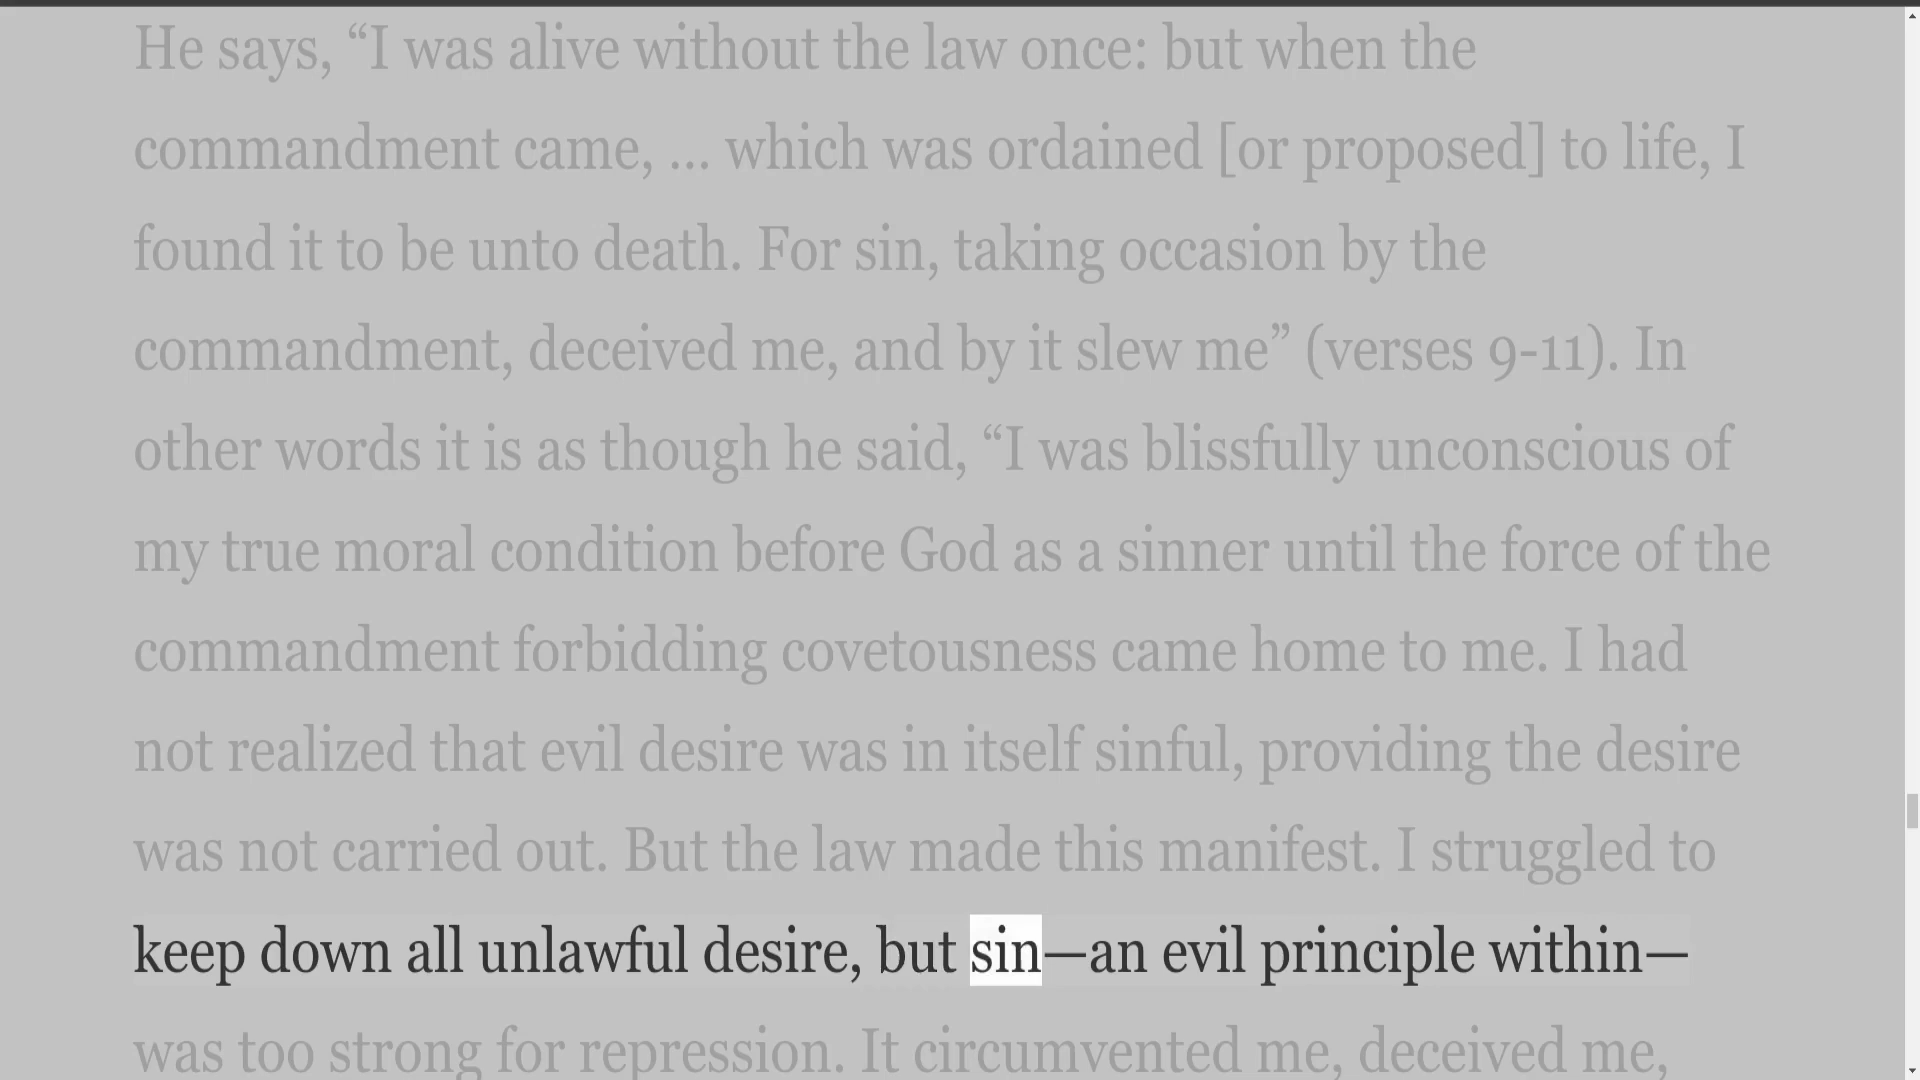 He says, “I was alive without the law once: but when the
commandment came, ... which was ordained [or proposed] to life, I
found it to be unto death. For sin, taking occasion by the
commandment, deceived me, and by it slew me” (verses 9-11). In
other words it is as though he said, “I was blissfully unconscious of
my true moral condition before God as a sinner until the force of the
commandment forbidding covetousness came home to me. I had
not realized that evil desire was in itself sinful, providing the desire
was not carried out. But the law made this manifest. I struggled to
keep down all unlawful desire, but sin—an evil principle within—
was too strong for repression. It circumvented me, deceived me,